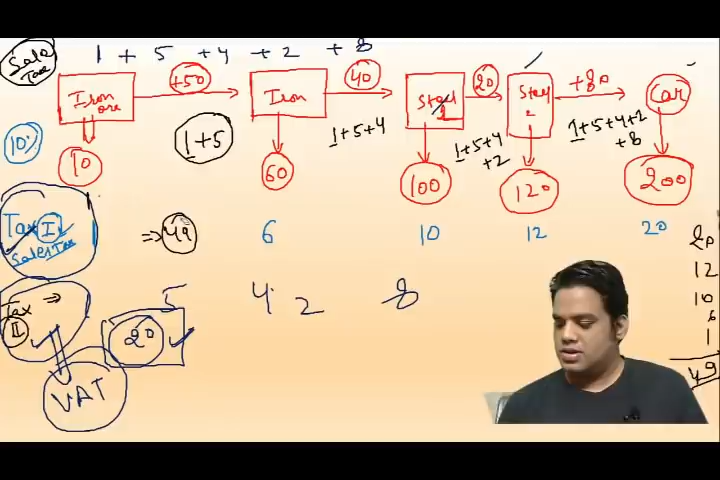 Sale Tax
1 + 5 + 4 + 2 + 8
Iron ore
+50
Iron
40
Steel 1
20
Steel 2
+80
Car
10%
10
1+5
60
1+5+4
100
1+5+4+2
120
1+5+4+2+8
200
Tax I
Sales Tax
=> 49
6
10
12
20
20
12
10
6
1
49
Tax II =>
5
4
2
8
20
VAT